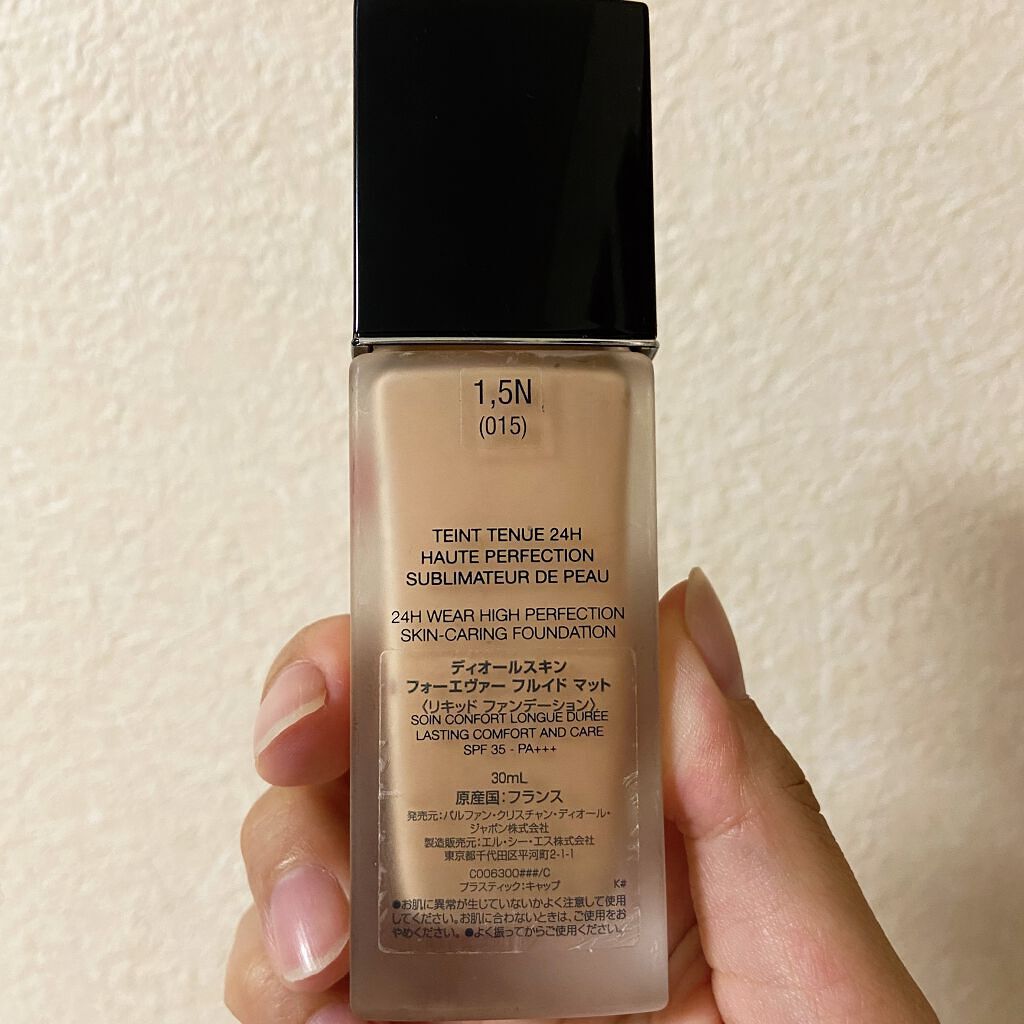 1,5N
(015)
TEINT TENUE 24H
HAUTE PERFECTION
SUBLIMATEUR DE PEAU
24H WEAR HIGH PERFECTION
SKIN-CARING FOUNDATION
ディオールスキン
フォーエヴァー フルイド マット
〈リキッド ファンデーション〉
SOIN CONFORT LONGUE DURÉE
LASTING COMFORT AND CARE
SPF 35 - PA+++
30mL
原産国:フランス
発売元:パルファン・クリスチャン・ディオール・
ジャポン株式会社
製造販売元:エル・シー・エス株式会社
東京都千代田区平河町2-1-1
C006300###/C
プラスティック:キャップ
K#
●お肌に異常が生じていないかよく注意して使用
してください。お肌に合わないときは、ご使用をお
やめください。●よく振ってからご使用ください。